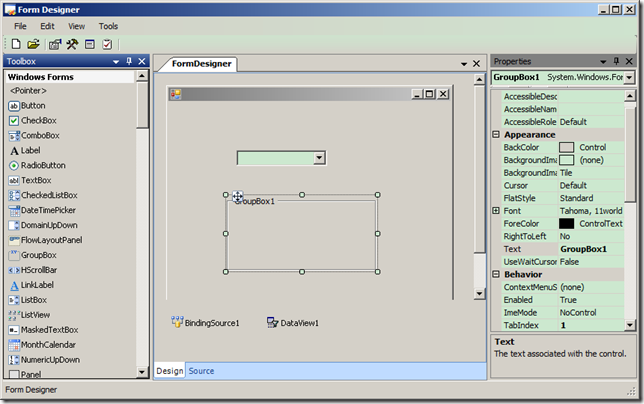 Form Designer
File Edit View Tools
Toolbox
Windows Forms
<Pointer>
Button
CheckBox
ComboBox
Label
RadioButton
TextBox
CheckedListBox
DateTimePicker
DomainUpDown
FlowLayoutPanel
GroupBox
HScrollBar
LinkLabel
ListBox
ListView
MaskedTextBox
MonthCalendar
NumericUpDown
Panel
FormDesigner
GroupBox1
BindingSource1 DataView1
Design Source
Properties
GroupBox1 System.Windows.For
AccessibleDesc
AccessibleNam
AccessibleRole Default
Appearance
BackColor Control
BackgroundIma (none)
BackgroundIma Tile
Cursor Default
FlatStyle Standard
Font Tahoma, 11world
ForeColor ControlText
RightToLeft No
Text GroupBox1
UseWaitCursor False
Behavior
ContextMenuS (none)
Enabled True
ImeMode NoControl
TabIndex 1
Text
The text associated with the control.
Form Designer